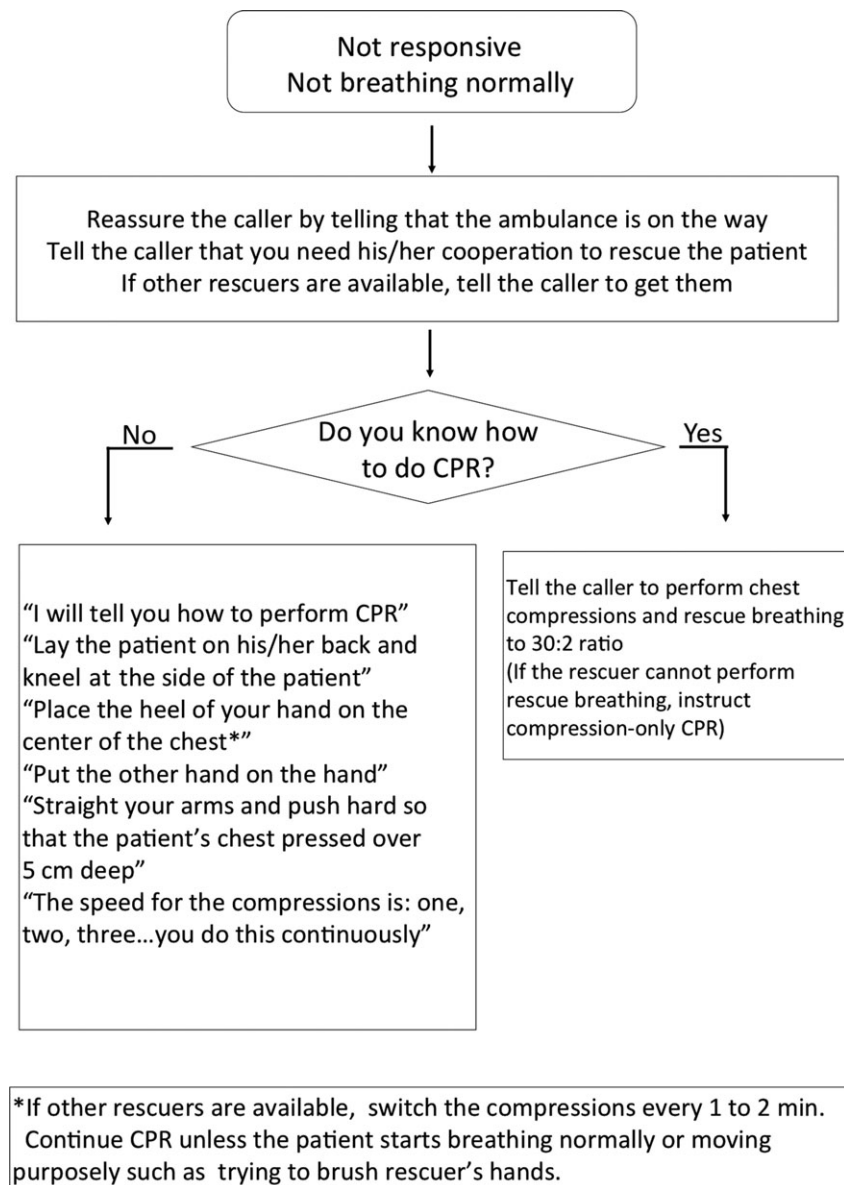 Not responsive
Not breathing normally
Reassure the caller by telling that the ambulance is on the way
Tell the caller that you need his/her cooperation to rescue the patient
If other rescuers are available, tell the caller to get them
Do you know how
to do CPR?
No
Yes
“I will tell you how to perform CPR”
“Lay the patient on his/her back and
kneel at the side of the patient”
“Place the heel of your hand on the
center of the chest*”
“Put the other hand on the hand”
“Straight your arms and push hard so
that the patient’s chest pressed over
5 cm deep”
“The speed for the compressions is: one,
two, three...you do this continuously”
Tell the caller to perform chest
compressions and rescue breathing
to 30:2 ratio
(If the rescuer cannot perform
rescue breathing, instruct
compression-only CPR)
*If other rescuers are available, switch the compressions every 1 to 2 min.
Continue CPR unless the patient starts breathing normally or moving
purposely such as trying to brush rescuer’s hands.